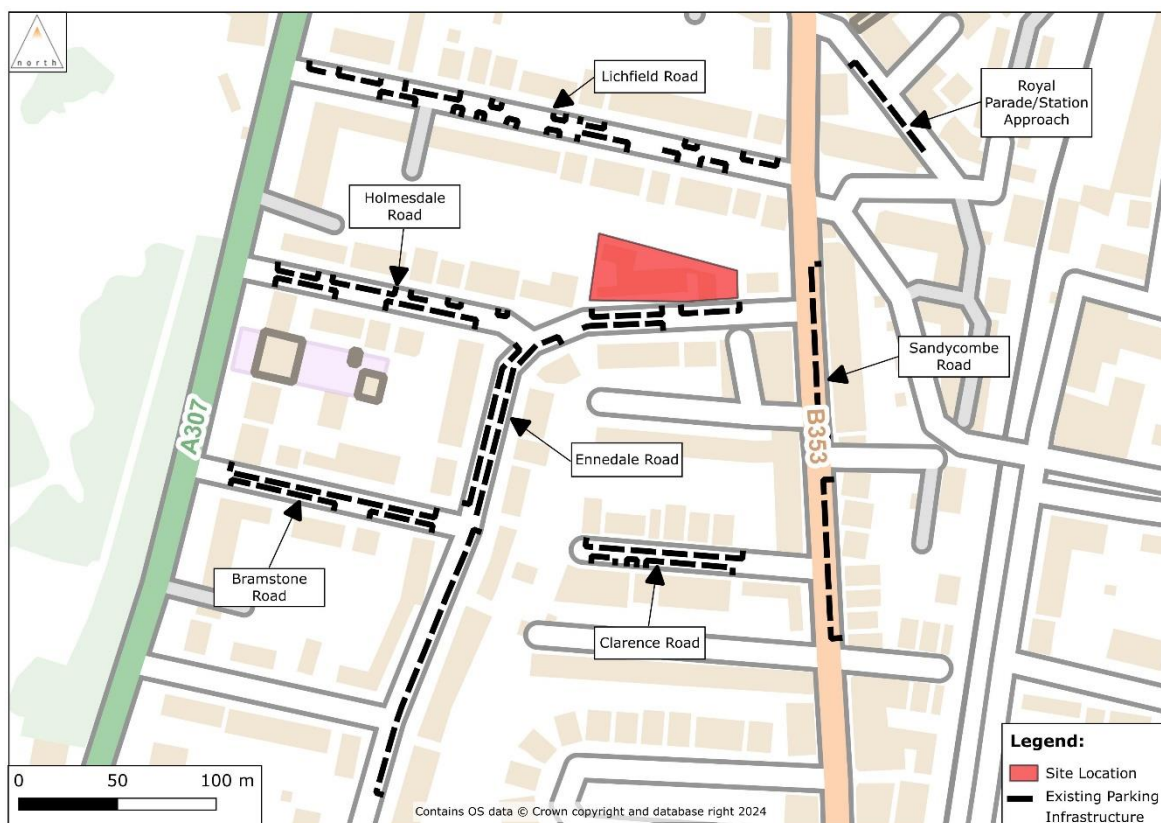 north
Lichfield Road
Royal
Parade/Station
Approach
Holmesdale
Road
Sandycombe
Road
A307
B353
Ennedale Road
Bramstone
Road
Clarence Road
Legend:
Site Location
Existing Parking
Infrastructure
0 50 100 m
Contains OS data © Crown copyright and database right 2024